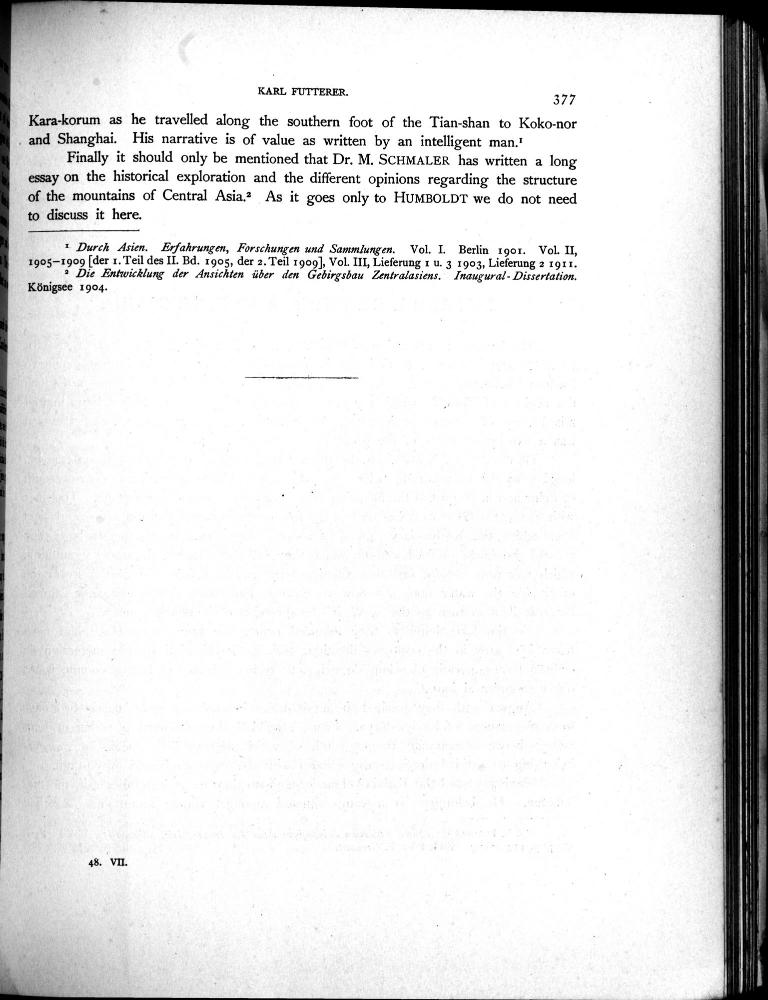 KARL FUTTERER.
377
Kara-korum as he travelled along the southern foot of the Tian-shan to Koko-nor
and Shanghai. His narrative is of value as written by an intelligent man.¹
Finally it should only be mentioned that Dr. M. SCHMALER has written a long
essay on the historical exploration and the different opinions regarding the structure
of the mountains of Central Asia.² As it goes only to HUMBOLDT we do not need
to discuss it here.
¹ Durch Asien. Erfahrungen, Forschungen und Sammlungen. Vol. I. Berlin 1901. Vol. II,
1905—1909 [der 1. Teil des II. Bd. 1905, der 2. Teil 1909], Vol. III, Lieferung 1 u. 3 1903, Lieferung 2 1911.
² Die Entwicklung der Ansichten über den Gebirgsbau Zentralasiens. Inaugural-Dissertation.
Königsee 1904.
48. VII.